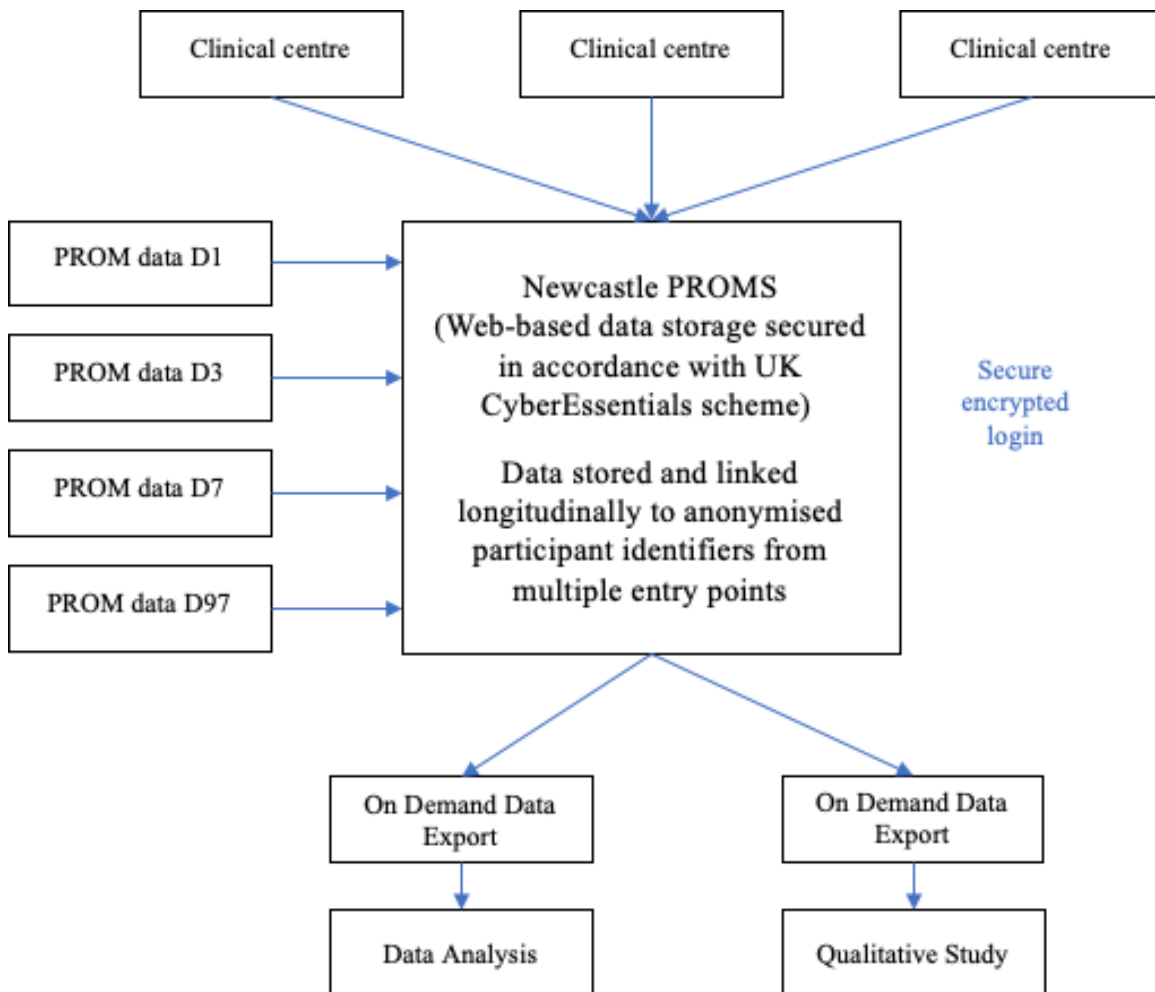 Clinical centre
Clinical centre
Clinical centre
PROM data D1
PROM data D3
PROM data D7
PROM data D97
Newcastle PROMS
(Web-based data storage secured
in accordance with UK
CyberEssentials scheme)
Data stored and linked
longitudinally to anonymised
participant identifiers from
multiple entry points
Secure
encrypted
login
On Demand Data
Export
On Demand Data
Export
Data Analysis
Qualitative Study